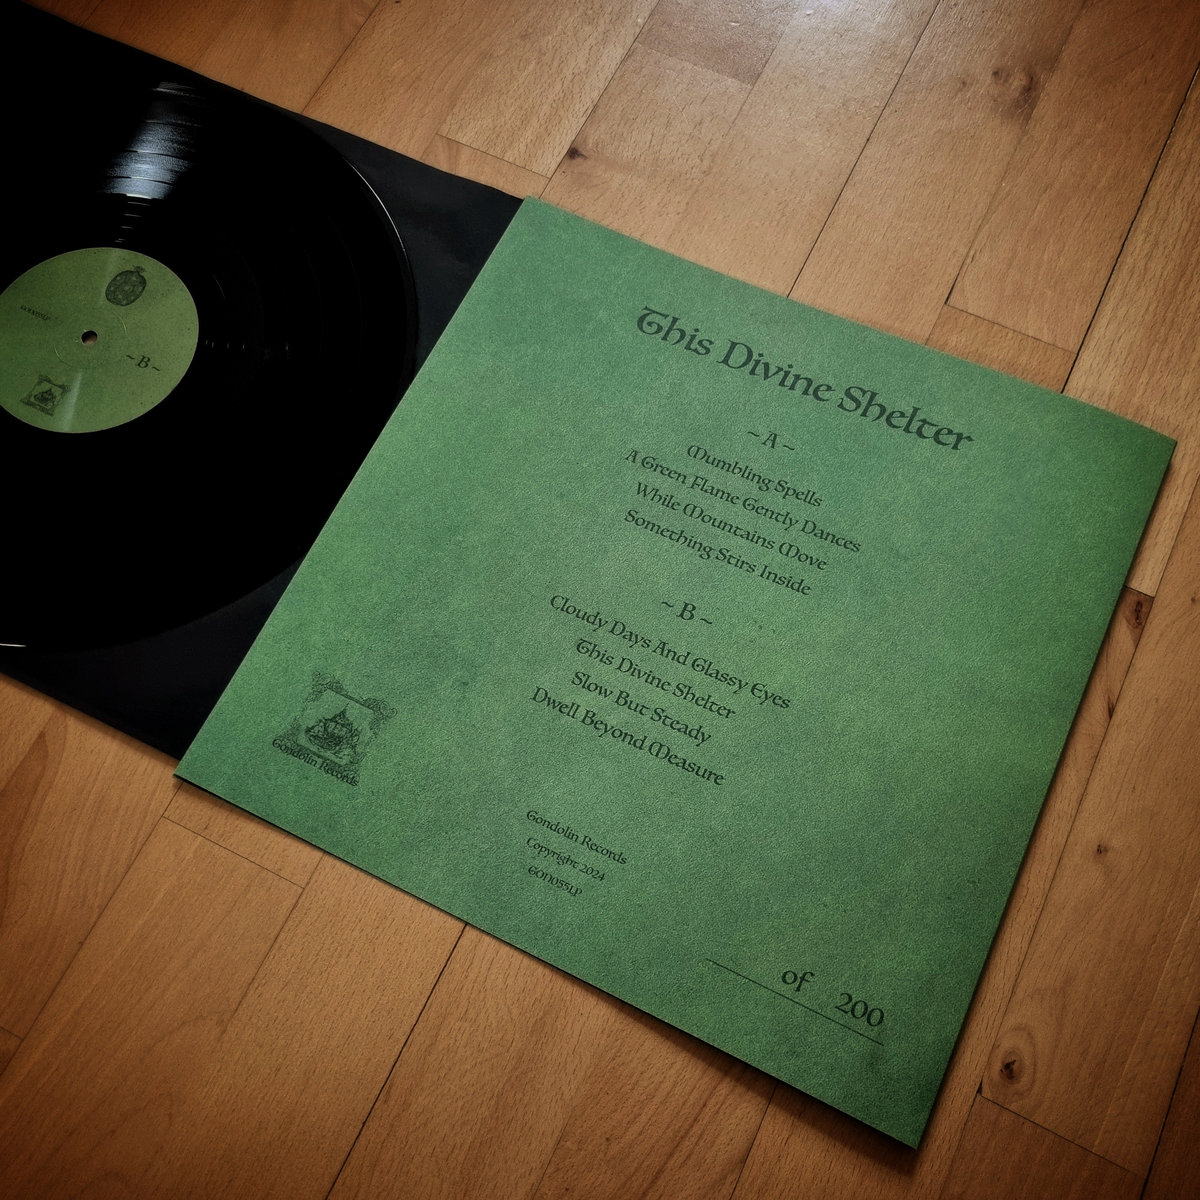 ~ B ~
This Divine Shelter
~ A ~
Mumbling Spells
A Green Flame Gently Dances
While Mountains Move
Something Stirs Inside
~ B ~
Cloudy Days And Glassy Eyes
This Divine Shelter
Slow But Steady
Dwell Beyond Measure
Gondolin Records
Gondolin Records
Copyright 2024
GON055LP
of 200